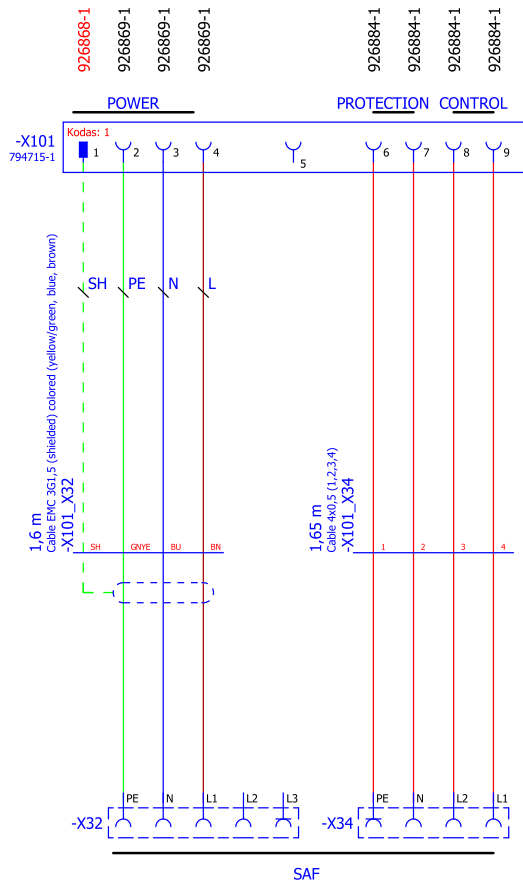 926868-1
926869-1
926869-1
926869-1
926884-1
926884-1
926884-1
926884-1
POWER
PROTECTION
CONTROL
-X101
794715-1
Kodas: 1
1
2
3
4
5
6
7
8
9
SH
PE
N
L
1,6 m
Cable EMC 3G1,5 (shielded) colored (yellow/green, blue, brown)
-X101_X32
SH
GNYE
BU
BN
1,65 m
Cable 4x0,5 (1,2,3,4)
-X101_X34
1
2
3
4
-X32
PE
N
L1
L2
L3
-X34
PE
N
L2
L1
SAF